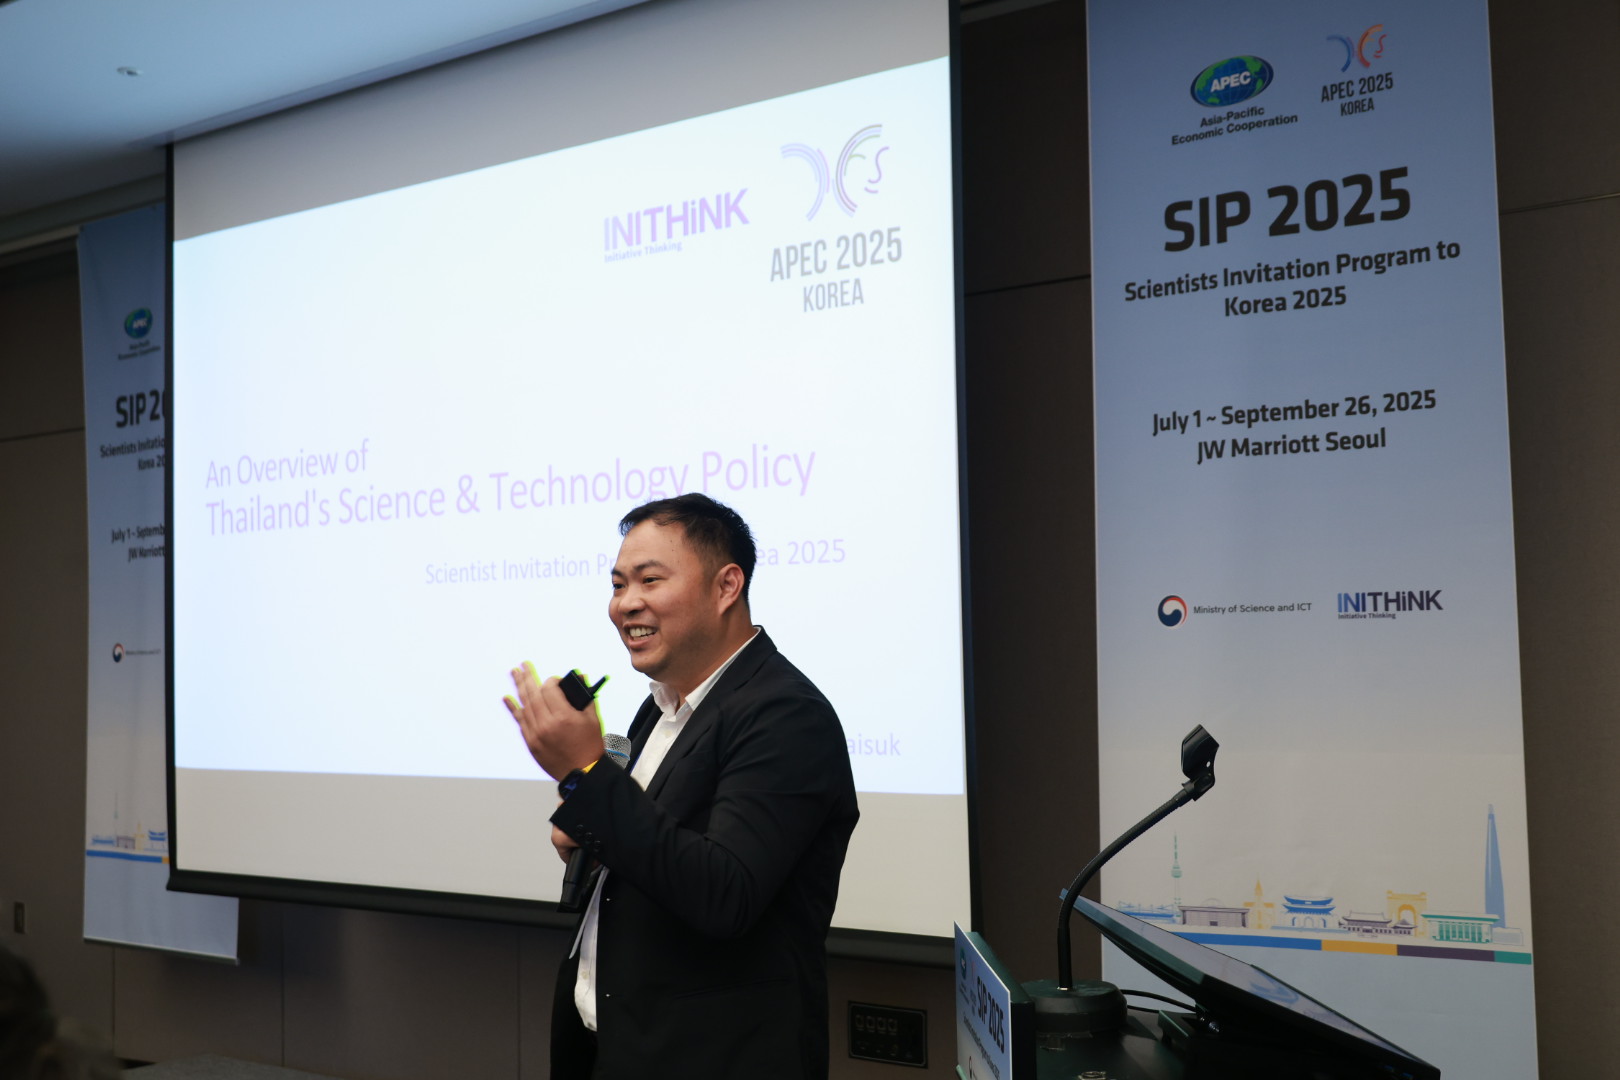 INITHiNK
Initiative Thinking
APEC 2025
KOREA
An Overview of
Thailand's Science & Technology Policy
Scientist Invitation
ea 2025
aisuk
APEC
Asia-Pacific
Economic Cooperation
APEC 2025
KOREA
SIP 2025
Scientists Invitation Program to
Korea 2025
July 1 ~ September 26, 2025
JW Marriott Seoul
Ministry of Science and ICT
INITHiNK
Initiative Thinking
APEC
SIP 2
Scientists Invitatio
Korea 20
July 1 ~ Septemb
JW Marriott
SIP 2025